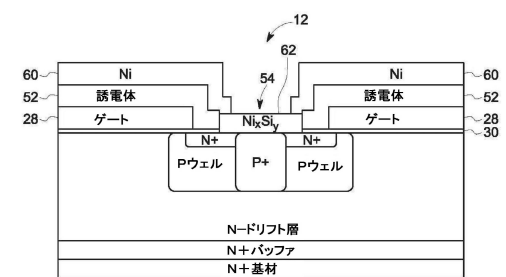 12
62
54
60 Ni Ni 60
52 誘電体 誘電体 52
28 ゲート NixSiy ゲート 28
30
N+ N+
Pウェル P+ Pウェル
N−ドリフト層
N+バッファ
N+基材